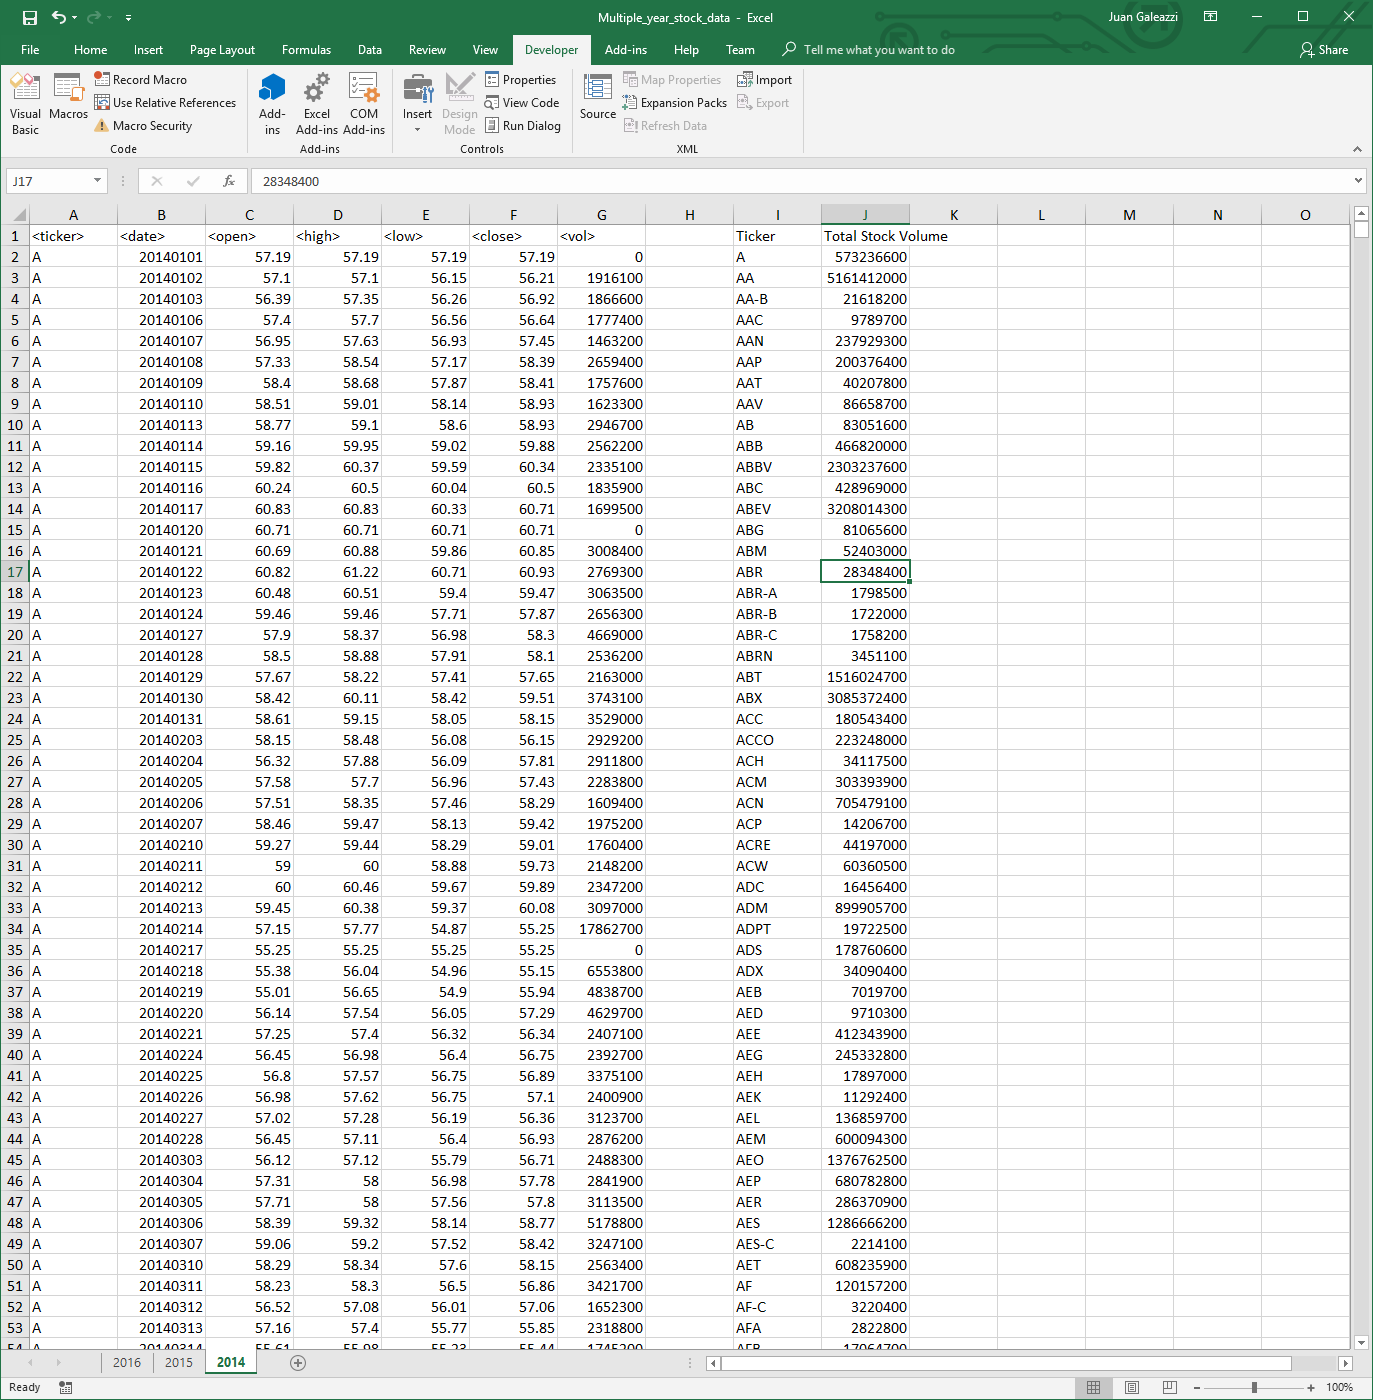 Multiple_year_stock_data - Excel
Juan Galeazzi
File Home Insert Page Layout Formulas Data Review View Developer Add-ins Help Team Tell me what you want to do Share
Visual Basic
Macros
Record Macro
Use Relative References
Macro Security
Code
Add-ins
Excel Add-ins
COM Add-ins
Add-ins
Insert
Design Mode
Properties
View Code
Run Dialog
Controls
Source
Map Properties
Expansion Packs
Refresh Data
Import
Export
XML
J17 fx 28348400
A B C D E F G H I J K L M N O
1 <ticker> <date> <open> <high> <low> <close> <vol> Ticker Total Stock Volume
2 A 20140101 57.19 57.19 57.19 57.19 0 A 573236600
3 A 20140102 57.1 57.1 56.15 56.21 1916100 AA 5161412000
4 A 20140103 56.39 57.35 56.26 56.92 1866600 AA-B 21618200
5 A 20140106 57.4 57.7 56.56 56.64 1777400 AAC 9789700
6 A 20140107 56.95 57.63 56.93 57.45 1463200 AAN 237929300
7 A 20140108 57.33 58.54 57.17 58.39 2659400 AAP 200376400
8 A 20140109 58.4 58.68 57.87 58.41 1757600 AAT 40207800
9 A 20140110 58.51 59.01 58.14 58.93 1623300 AAV 86658700
10 A 20140113 58.77 59.1 58.6 58.93 2946700 AB 83051600
11 A 20140114 59.16 59.95 59.02 59.88 2562200 ABB 466820000
12 A 20140115 59.82 60.37 59.59 60.34 2335100 ABBV 2303237600
13 A 20140116 60.24 60.5 60.04 60.5 1835900 ABC 428969000
14 A 20140117 60.83 60.83 60.33 60.71 1699500 ABEV 3208014300
15 A 20140120 60.71 60.71 60.71 60.71 0 ABG 81065600
16 A 20140121 60.69 60.88 59.86 60.85 3008400 ABM 52403000
17 A 20140122 60.82 61.22 60.71 60.93 2769300 ABR 28348400
18 A 20140123 60.48 60.51 59.4 59.47 3063500 ABR-A 1798500
19 A 20140124 59.46 59.46 57.71 57.87 2656300 ABR-B 1722000
20 A 20140127 57.9 58.37 56.98 58.3 4669000 ABR-C 1758200
21 A 20140128 58.5 58.88 57.91 58.1 2536200 ABRN 3451100
22 A 20140129 57.67 58.22 57.41 57.65 2163000 ABT 1516024700
23 A 20140130 58.42 60.11 58.42 59.51 3743100 ABX 3085372400
24 A 20140131 58.61 59.15 58.05 58.15 3529000 ACC 180543400
25 A 20140203 58.15 58.48 56.08 56.15 2929200 ACCO 223248000
26 A 20140204 56.32 57.88 56.09 57.81 2911800 ACH 34117500
27 A 20140205 57.58 57.7 56.96 57.43 2283800 ACM 303393900
28 A 20140206 57.51 58.35 57.46 58.29 1609400 ACN 705479100
29 A 20140207 58.46 59.47 58.13 59.42 1975200 ACP 14206700
30 A 20140210 59.27 59.44 58.29 59.01 1760400 ACRE 44197000
31 A 20140211 59 60 58.88 59.73 2148200 ACW 60360500
32 A 20140212 60 60.46 59.67 59.89 2347200 ADC 16456400
33 A 20140213 59.45 60.38 59.37 60.08 3097000 ADM 899905700
34 A 20140214 57.15 57.77 54.87 55.25 17862700 ADPT 19722500
35 A 20140217 55.25 55.25 55.25 55.25 0 ADS 178760600
36 A 20140218 55.38 56.04 54.96 55.15 6553800 ADX 34090400
37 A 20140219 55.01 56.65 54.9 55.94 4838700 AEB 7019700
38 A 20140220 56.14 57.54 56.05 57.29 4629700 AED 9710300
39 A 20140221 57.25 57.4 56.32 56.34 2407100 AEE 412343900
40 A 20140224 56.45 56.98 56.4 56.75 2392700 AEG 245332800
41 A 20140225 56.8 57.57 56.75 56.89 3375100 AEH 17897000
42 A 20140226 56.98 57.62 56.75 57.1 2400900 AEK 11292400
43 A 20140227 57.02 57.28 56.19 56.36 3123700 AEL 136859700
44 A 20140228 56.45 57.11 56.4 56.93 2876200 AEM 600094300
45 A 20140303 56.12 57.12 55.79 56.71 2488300 AEO 1376762500
46 A 20140304 57.31 58 56.98 57.78 2841900 AEP 680782800
47 A 20140305 57.71 58 57.56 57.8 3113500 AER 286370900
48 A 20140306 58.39 59.32 58.14 58.77 5178800 AES 1286666200
49 A 20140307 59.06 59.2 57.52 58.42 3247100 AES-C 2214100
50 A 20140310 58.29 58.34 57.6 58.15 2563400 AET 608235900
51 A 20140311 58.23 58.3 56.5 56.86 3421700 AF 120157200
52 A 20140312 56.52 57.08 56.01 57.06 1652300 AF-C 3220400
53 A 20140313 57.16 57.4 55.77 55.85 2318800 AFA 2822800
2016 2015 2014
Ready 100%